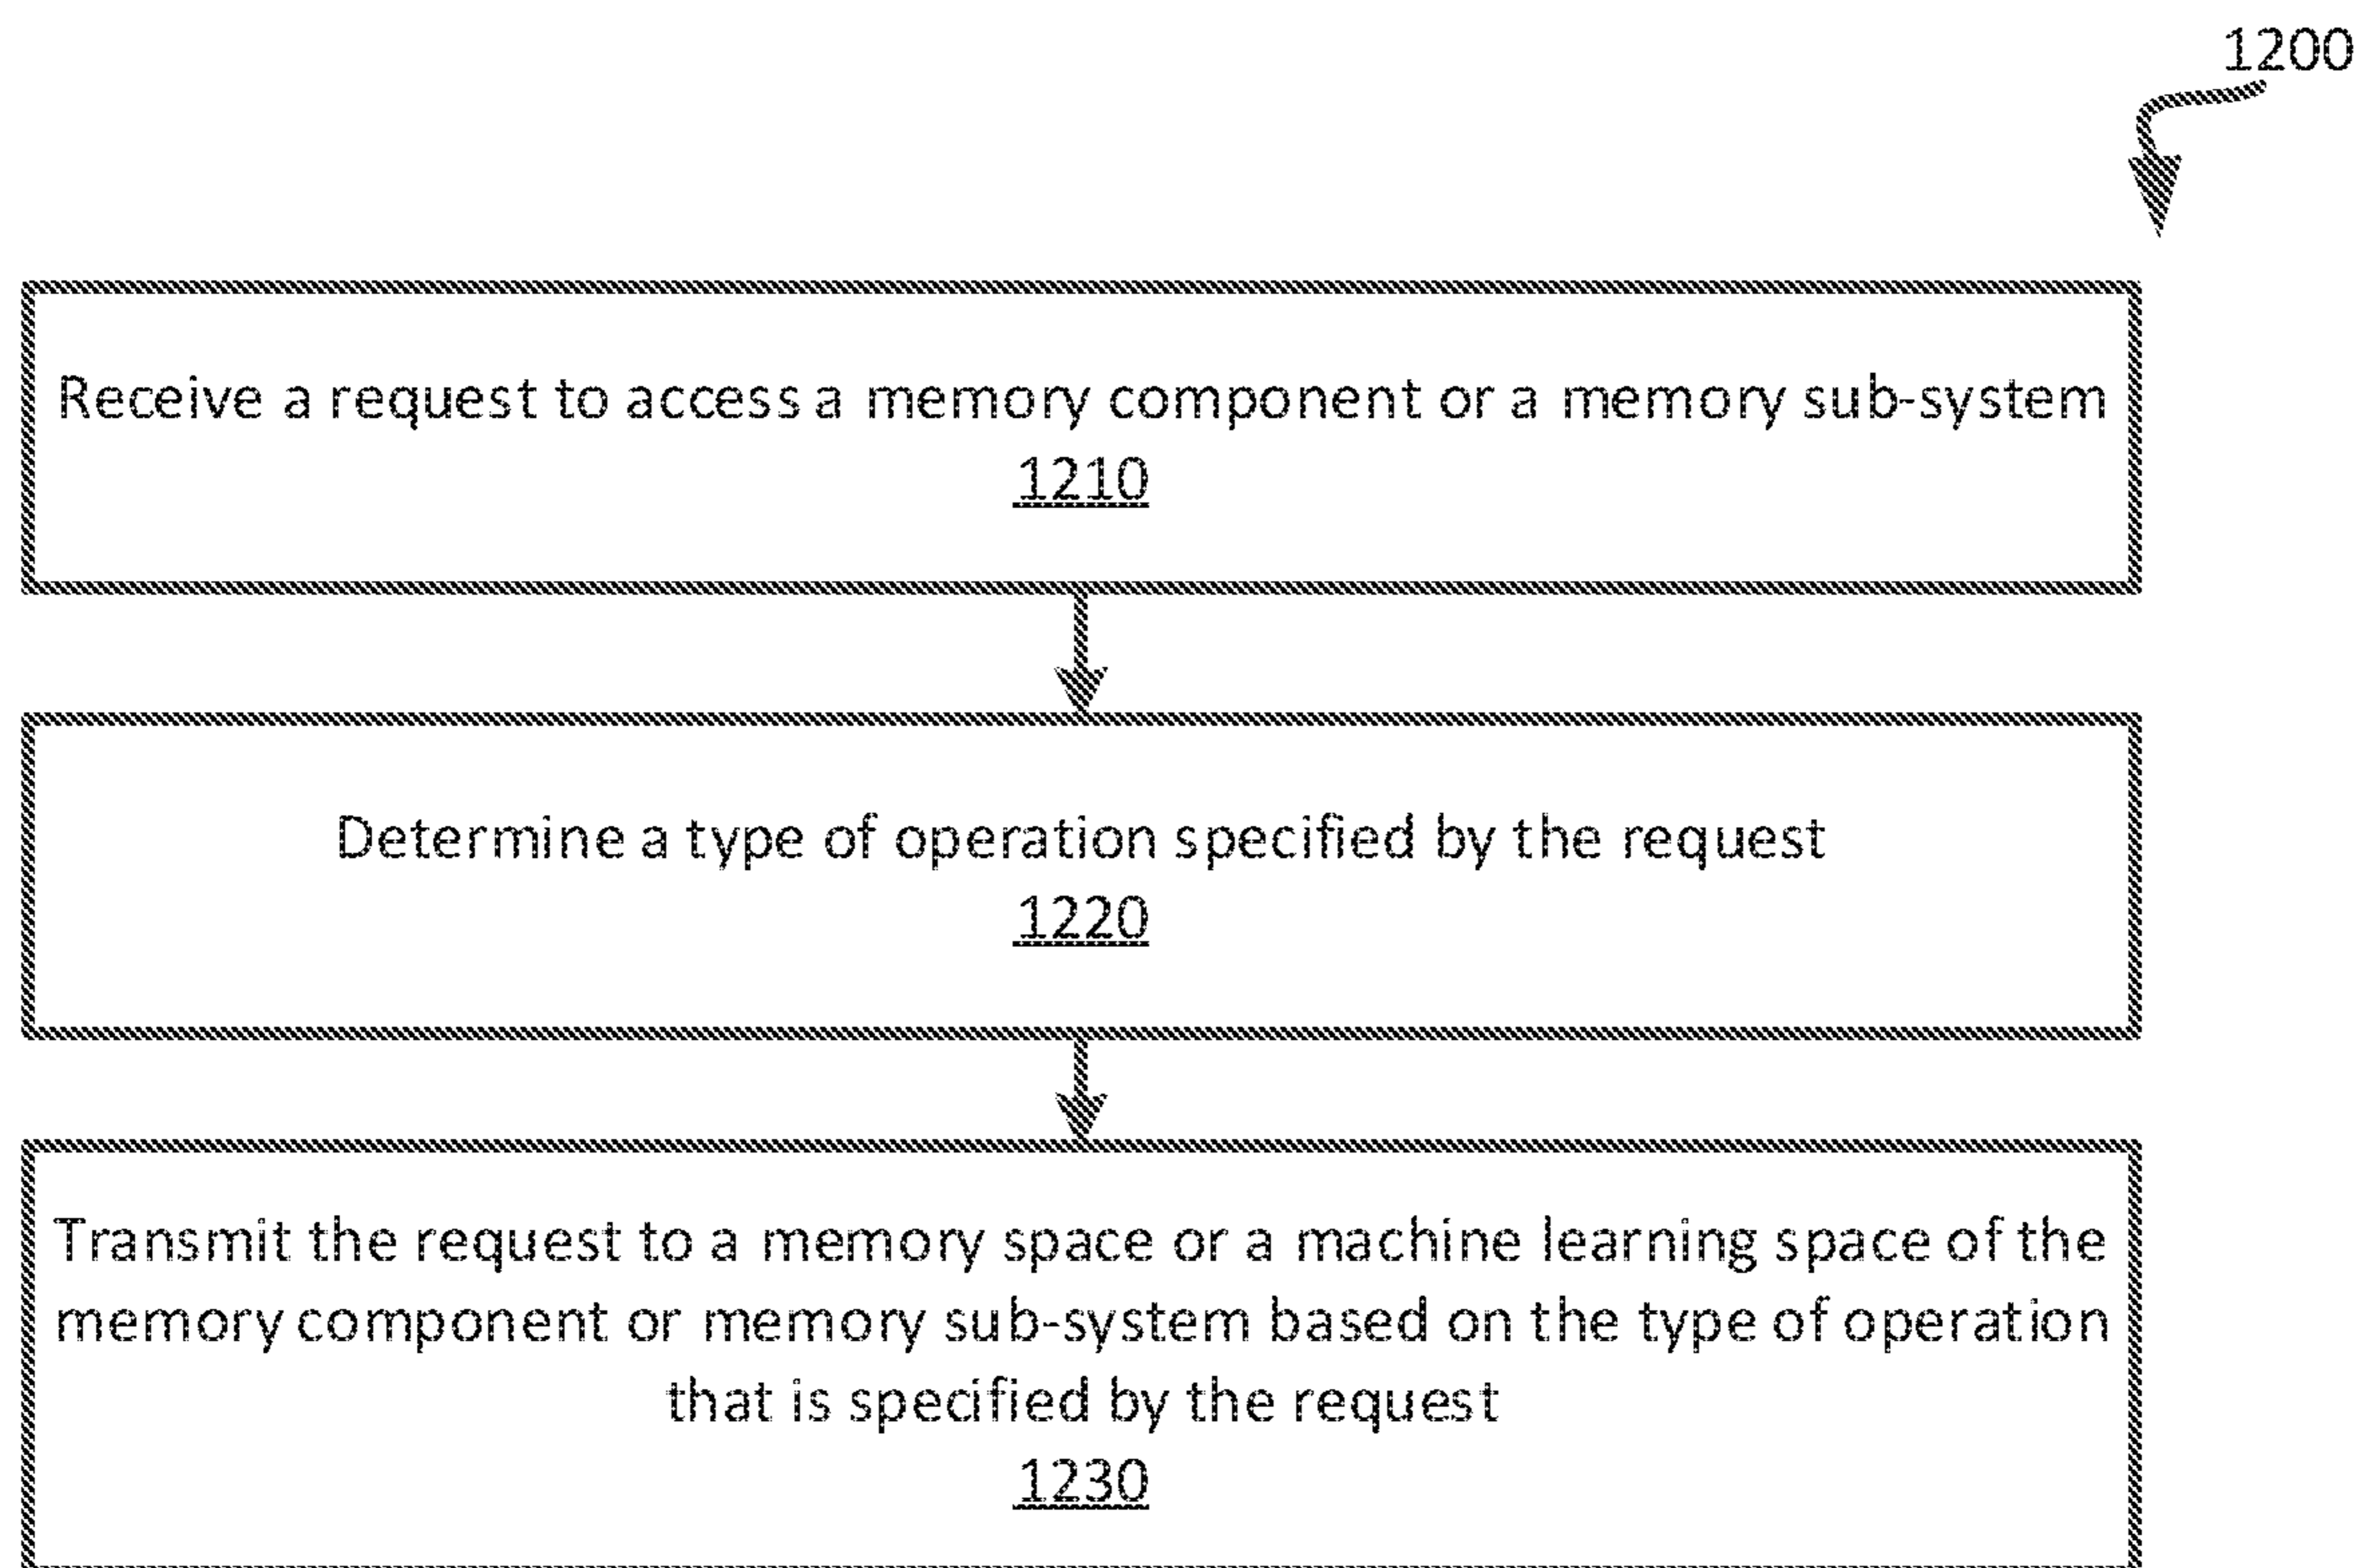 1200
Receive a request to access a memory component or a memory sub-system
1210
Determine a type of operation specified by the request
1220
Transmit the request to a memory space or a machine learning space of the
memory component or memory sub-system based on the type of operation
that is specified by the request
1230